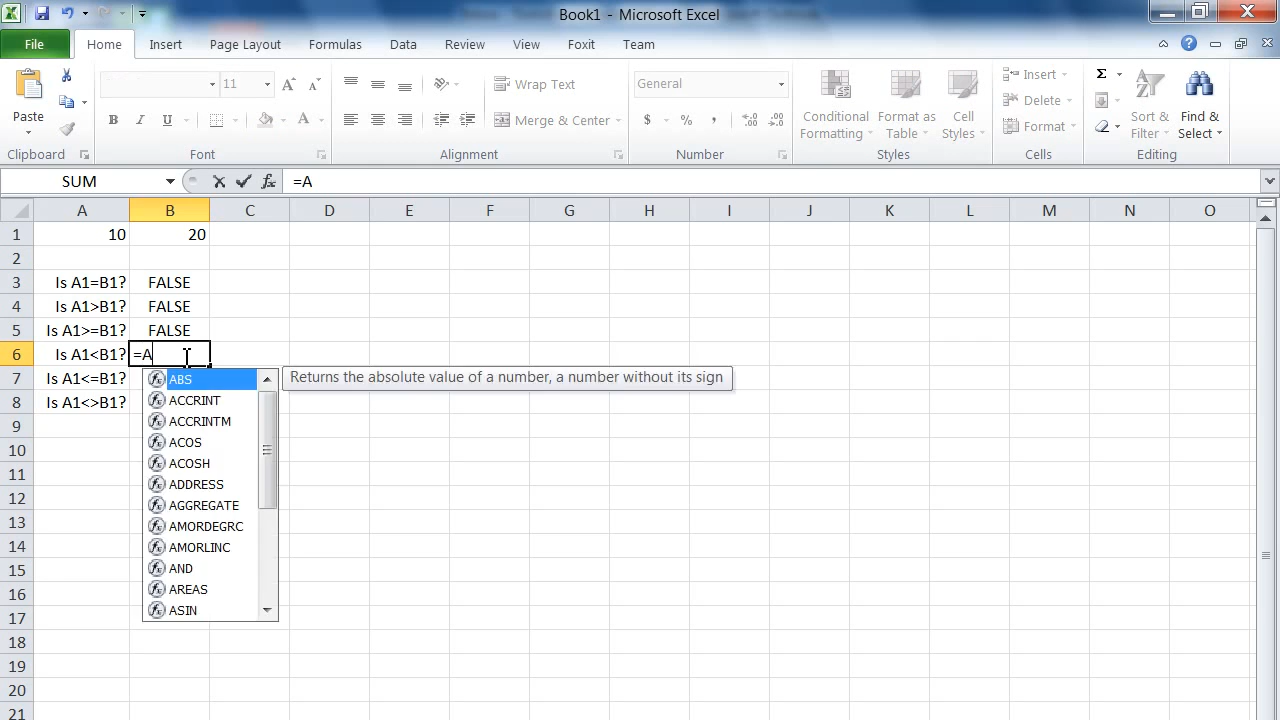 Book1 - Microsoft Excel
File Home Insert Page Layout Formulas Data Review View Foxit Team
Paste
11
B I U
A A
Wrap Text
Merge & Center
General
$ % ,
Conditional Formatting
Format as Table
Cell Styles
Insert
Delete
Format
Σ
Sort & Filter
Find & Select
Clipboard Font Alignment Number Styles Cells Editing
SUM fx =A
A B C D E F G H I J K L M N O
1 10 20
2
3 Is A1=B1? FALSE
4 Is A1>B1? FALSE
5 Is A1>=B1? FALSE
6 Is A1<B1? =A
7 Is A1<=B1?
8 Is A1<>B1?
9
10
11
12
13
14
15
16
17
18
19
20
21
ABS
Returns the absolute value of a number, a number without its sign
ACCRINT
ACCRINTM
ACOS
ACOSH
ADDRESS
AGGREGATE
AMORDEGRC
AMORLINC
AND
AREAS
ASIN